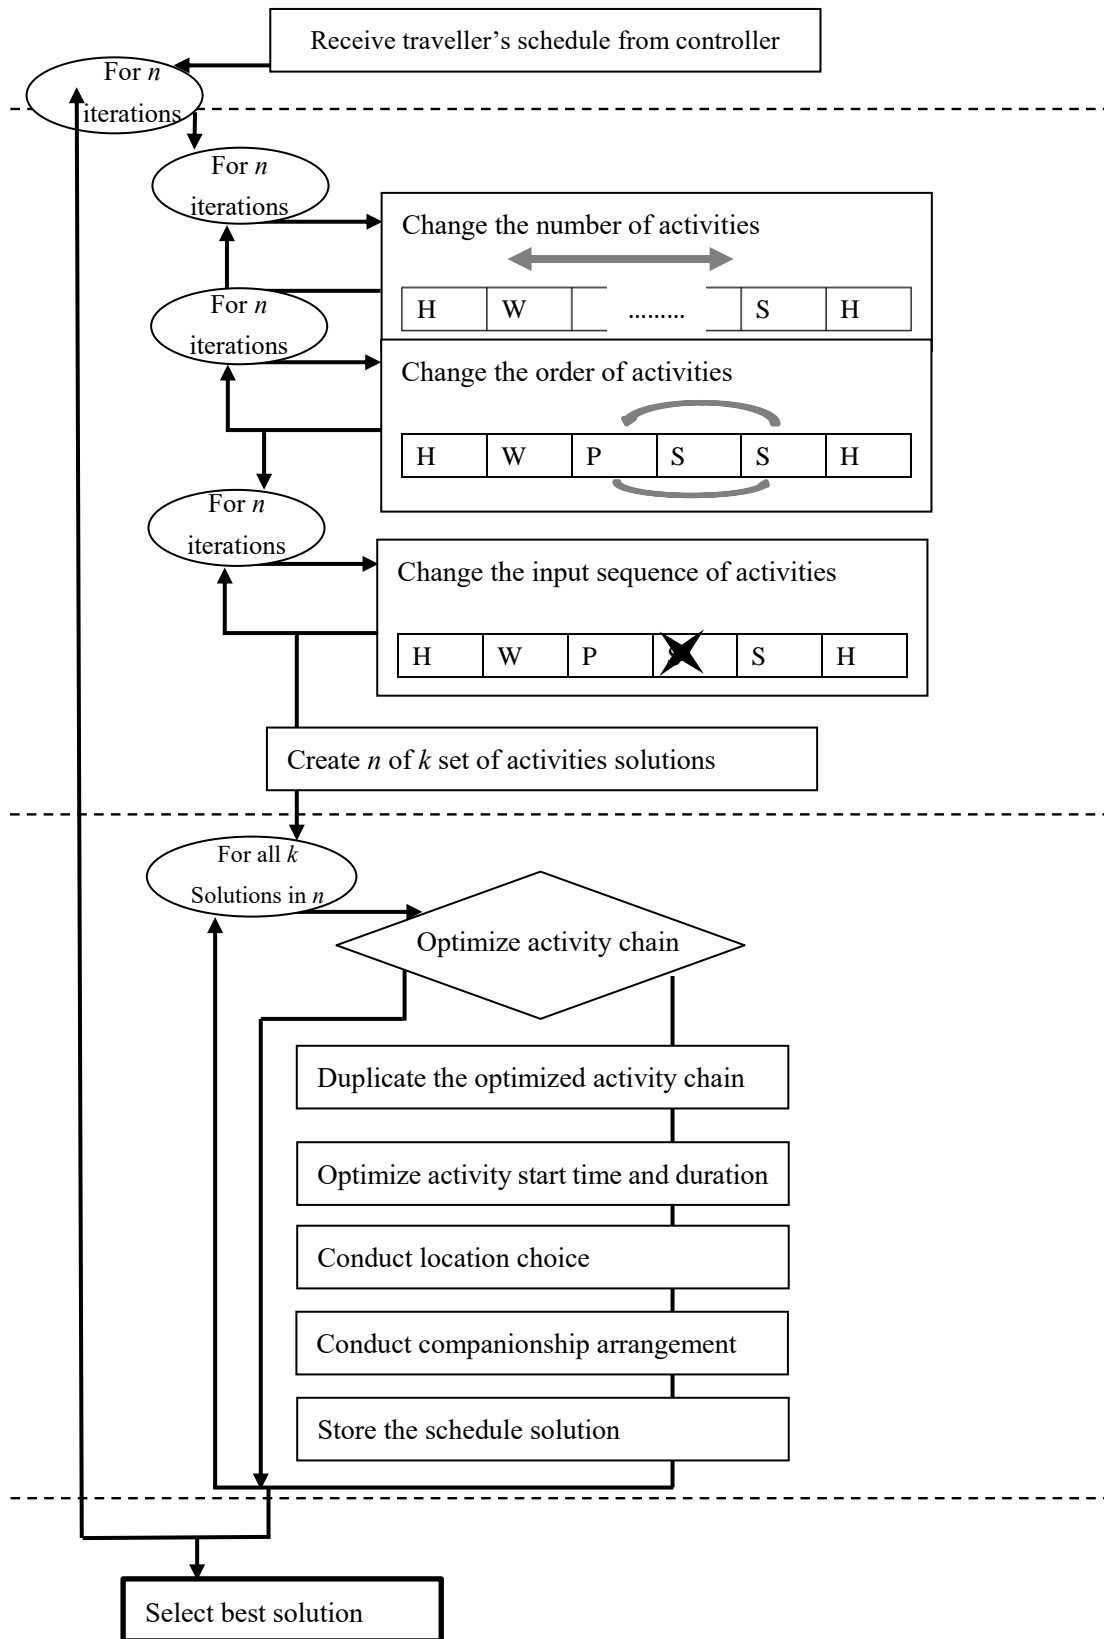 Receive traveller’s schedule from controller
For n
iterations
For n
iterations
Change the number of activities
H W ......... S H
For n
iterations
Change the order of activities
H W P S S H
For n
iterations
Change the input sequence of activities
H W P S H
Create n of k set of activities solutions
For all k
Solutions in n
Optimize activity chain
Duplicate the optimized activity chain
Optimize activity start time and duration
Conduct location choice
Conduct companionship arrangement
Store the schedule solution
Select best solution